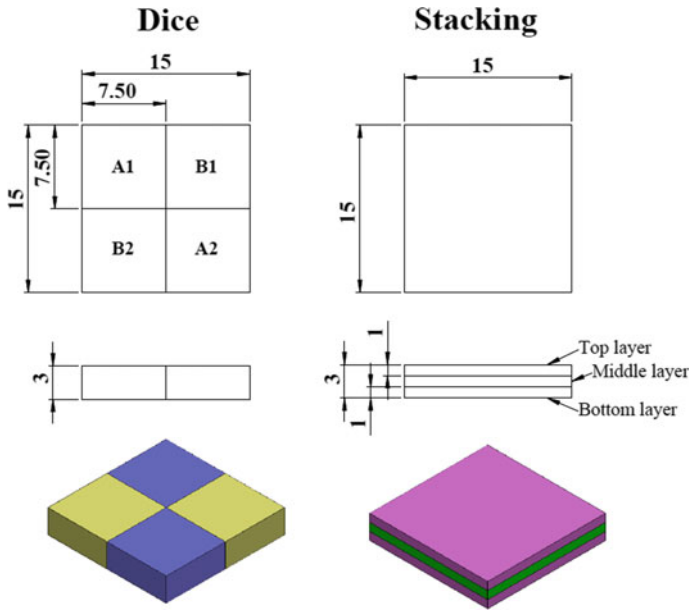 Dice
Stacking
15
7.50
15
7.50
A1
B1
B2
A2
15
15
3
1
3
1
Top layer
Middle layer
Bottom layer